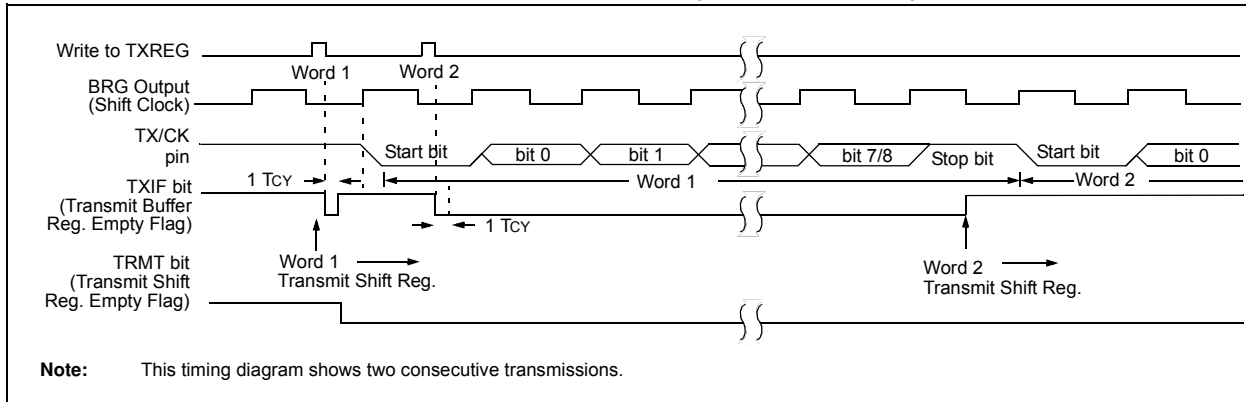 Write to TXREG
Word 1 Word 2
BRG Output
(Shift Clock)
TX/CK
pin
Start bit bit 0 bit 1 bit 7/8 Stop bit Start bit bit 0
1 TCY Word 1 Word 2
TXIF bit
(Transmit Buffer
Reg. Empty Flag)
1 TCY
Word 1
Transmit Shift Reg.
Word 2
Transmit Shift Reg.
TRMT bit
(Transmit Shift
Reg. Empty Flag)
Note: This timing diagram shows two consecutive transmissions.